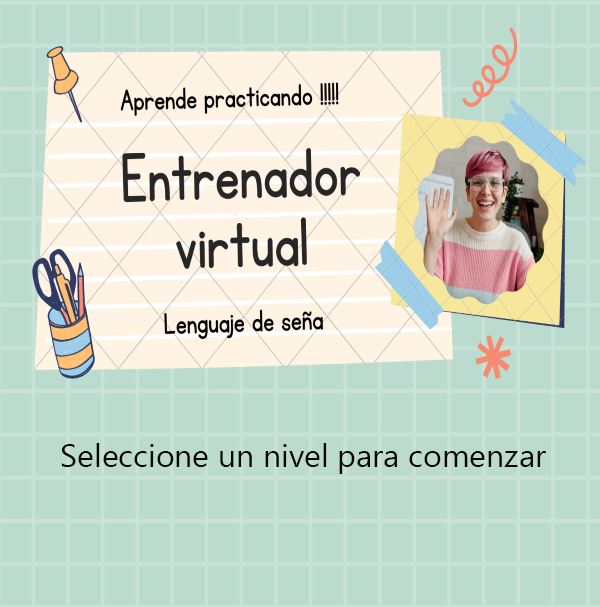 Aprende practicando !!!!!
Entrenador
virtual
Lenguaje de seña
Seleccione un nivel para comenzar